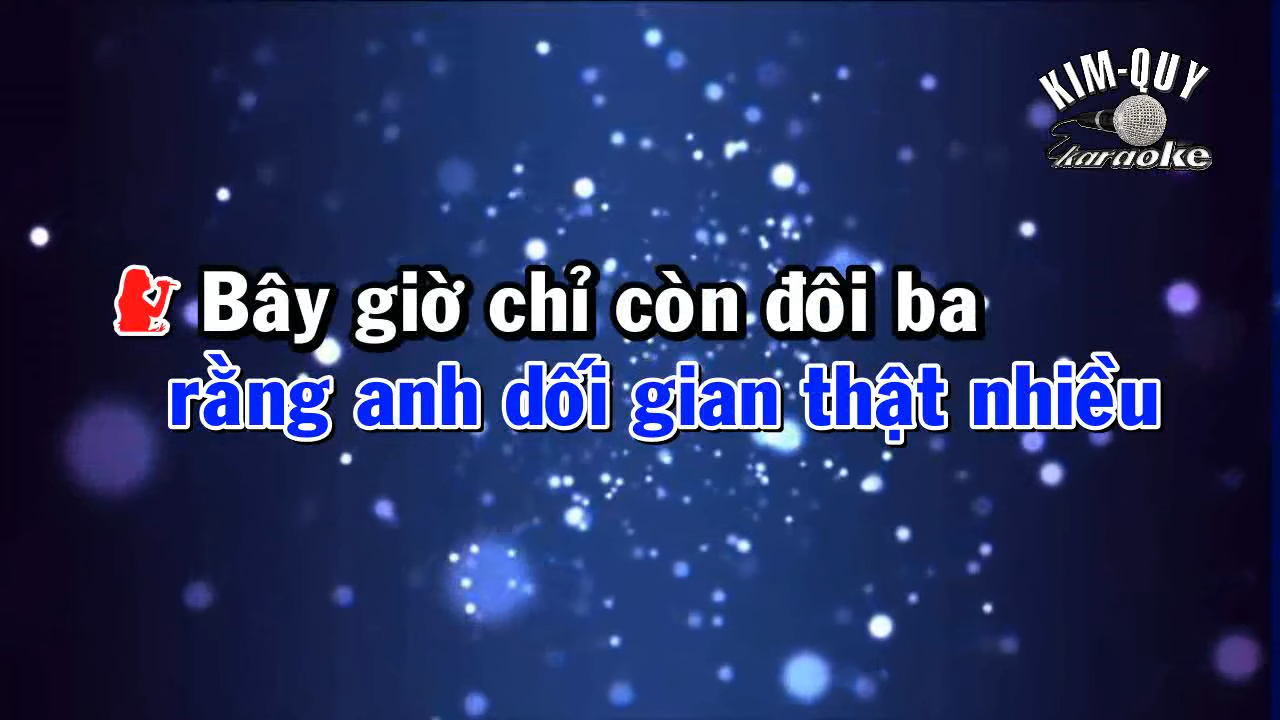 KIM-QUY
karaoke
Bây giờ chỉ còn đôi ba
rằng anh dối gian thật nhiều